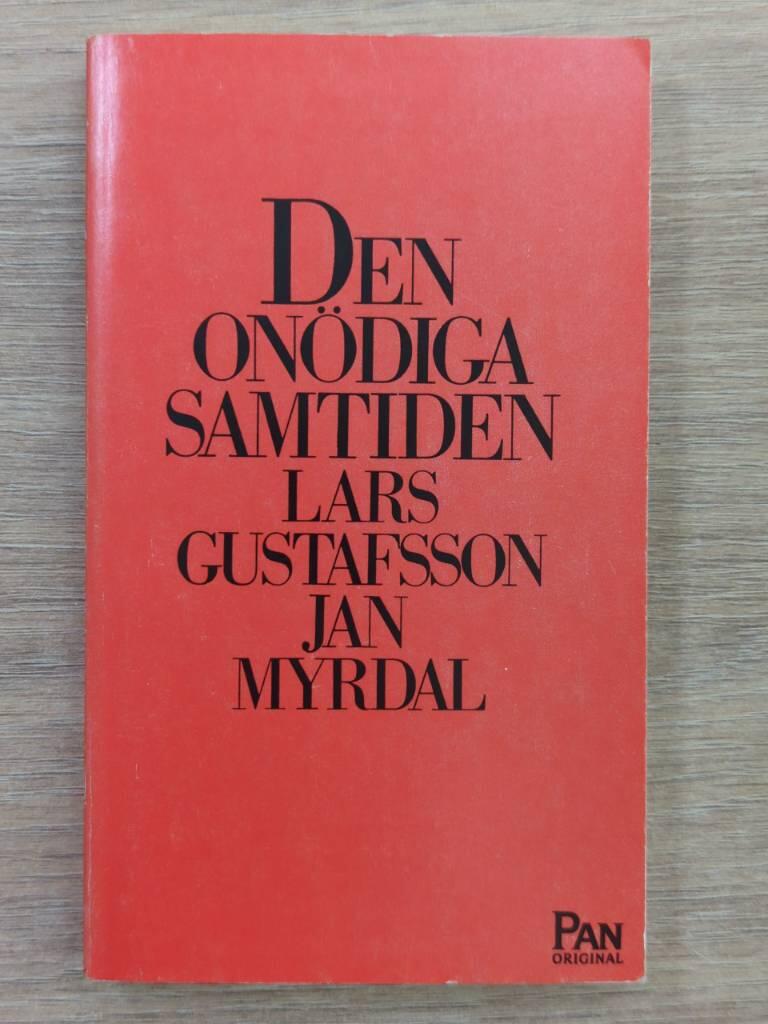 DEN
ONÖDIGA
SAMTIDEN
LARS
GUSTAFSSON
JAN
MYRDAL
PAN
ORIGINAL